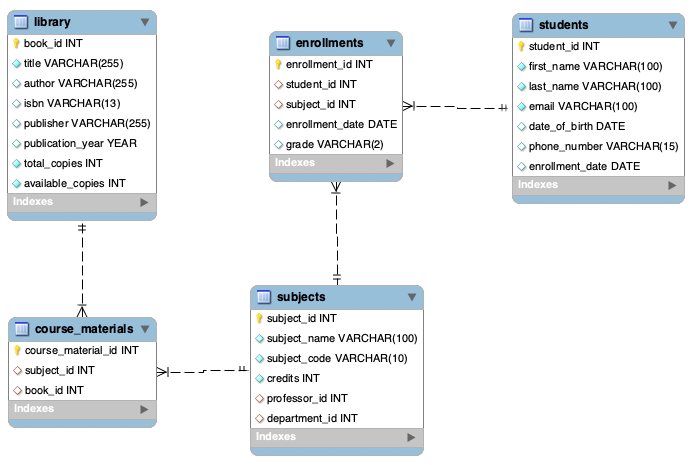 library
book_id INT
title VARCHAR(255)
author VARCHAR(255)
isbn VARCHAR(13)
publisher VARCHAR(255)
publication_year YEAR
total_copies INT
available_copies INT
Indexes
enrollments
enrollment_id INT
student_id INT
subject_id INT
enrollment_date DATE
grade VARCHAR(2)
Indexes
students
student_id INT
first_name VARCHAR(100)
last_name VARCHAR(100)
email VARCHAR(100)
date_of_birth DATE
phone_number VARCHAR(15)
enrollment_date DATE
Indexes
course_materials
course_material_id INT
subject_id INT
book_id INT
Indexes
subjects
subject_id INT
subject_name VARCHAR(100)
subject_code VARCHAR(10)
credits INT
professor_id INT
department_id INT
Indexes